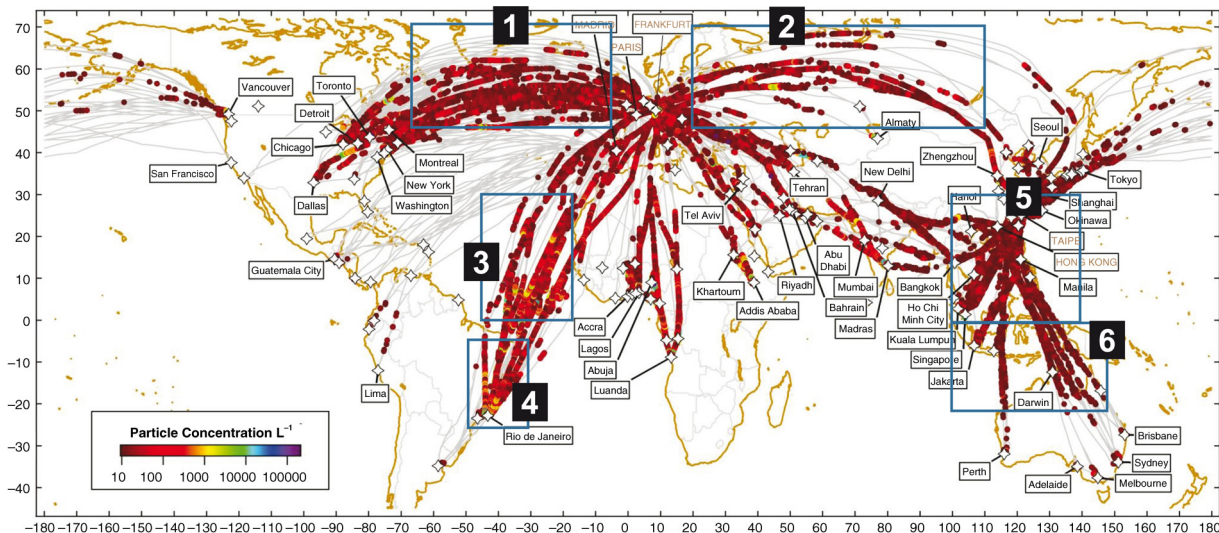 70
60
50
40
30
20
10
0
−10
−20
−30
−40
1
2
3
4
5
6
MADRID
FRANKFURT
PARIS
Vancouver
Toronto
Detroit
Chicago
San Francisco
Montreal
New York
Washington
Dallas
Guatemala City
Lima
Rio de Janeiro
Almaty
Seoul
Zhengzhou
New Delhi
Tehran
Tokyo
Shanghai
Okinawa
Hanoi
TAIPEI
HONG KONG
Tel Aviv
Abu
Dhabi
Riyadh
Mumbai
Bahrain
Madras
Khartoum
Addis Ababa
Bangkok
Manila
Ho Chi
Minh City
Kuala Lumpur
Singapore
Jakarta
Accra
Lagos
Abuja
Luanda
Darwin
Perth
Adelaide
Brisbane
Sydney
Melbourne
Particle Concentration L⁻¹
10 100 1000 10000 100000
−180 −170 −160 −150 −140 −130 −120 −110 −100 −90 −80 −70 −60 −50 −40 −30 −20 −10 0 10 20 30 40 50 60 70 80 90 100 110 120 130 140 150 160 170 180